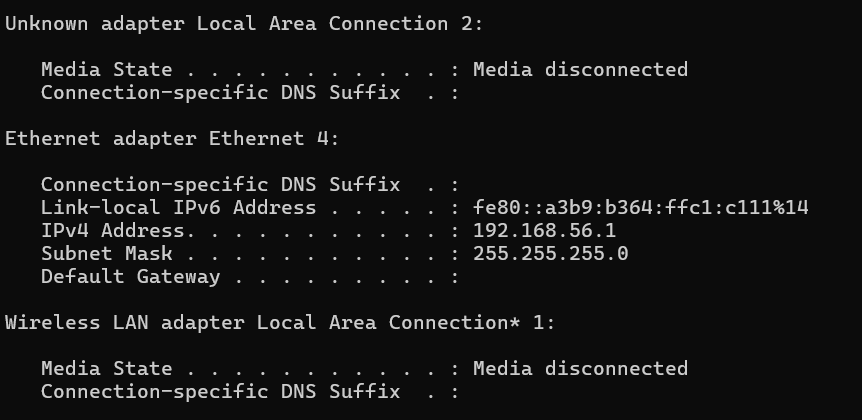 Unknown adapter Local Area Connection 2:
   Media State . . . . . . . . . . . : Media disconnected
   Connection-specific DNS Suffix  . :
Ethernet adapter Ethernet 4:
   Connection-specific DNS Suffix  . :
   Link-local IPv6 Address . . . . . : fe80::a3b9:b364:ffc1:c111%14
   IPv4 Address. . . . . . . . . . . : 192.168.56.1
   Subnet Mask . . . . . . . . . . . : 255.255.255.0
   Default Gateway . . . . . . . . . :
Wireless LAN adapter Local Area Connection* 1:
   Media State . . . . . . . . . . . : Media disconnected
   Connection-specific DNS Suffix  . :